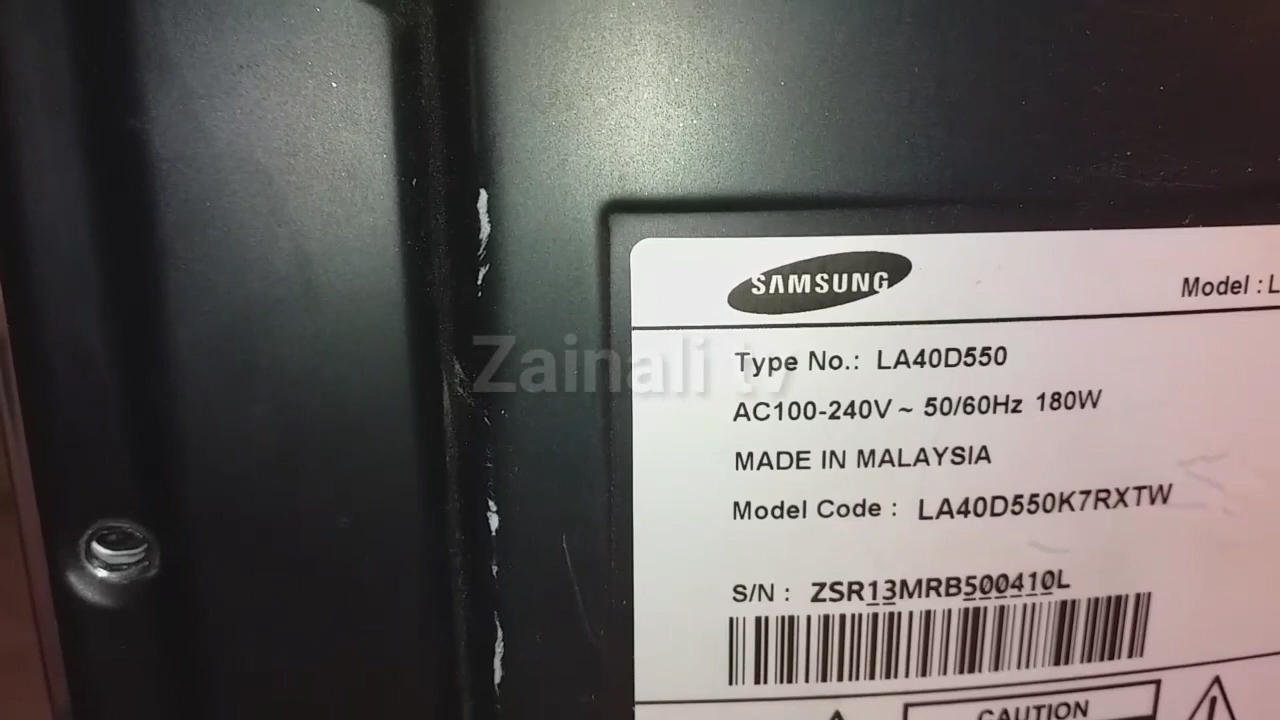 SAMSUNG
Model : L
Type No.: LA40D550
Zainali tv
AC100-240V ~ 50/60Hz 180W
MADE IN MALAYSIA
Model Code : LA40D550K7RXTW
S/N : ZSR13MRB500410L
CAUTION